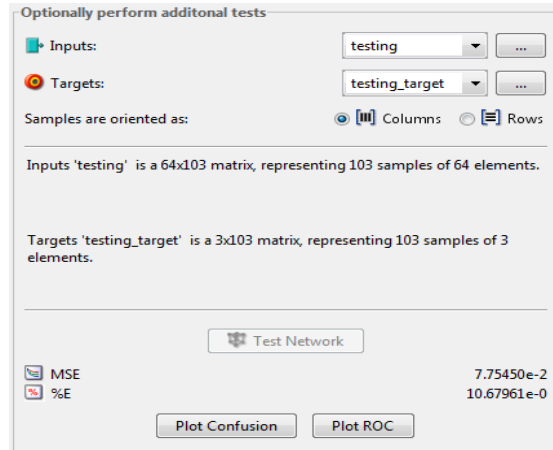 Optionally perform additonal tests
Inputs: testing ...
Targets: testing_target ...
Samples are oriented as: Columns Rows
Inputs 'testing' is a 64x103 matrix, representing 103 samples of 64 elements.
Targets 'testing_target' is a 3x103 matrix, representing 103 samples of 3
elements.
Test Network
MSE 7.75450e-2
% %E 10.67961e-0
Plot Confusion Plot ROC